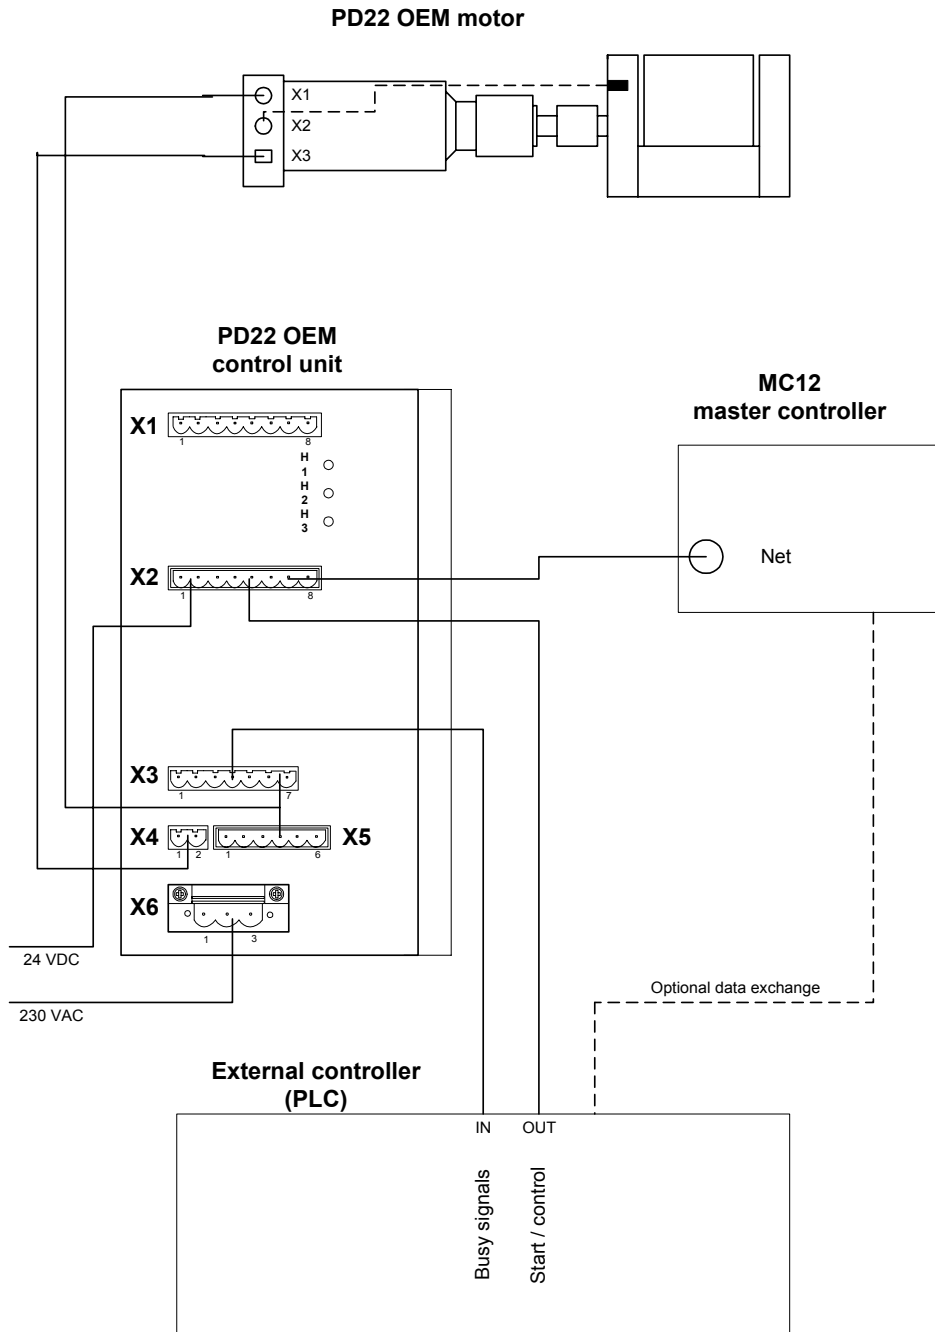 PD22 OEM motor
X1
X2
X3
PD22 OEM
control unit
MC12
master controller
X1
1
8
H
1
H
2
H
3
X2
1
8
Net
X3
1
7
X4
1
2
1
6
X5
X6
1
3
24 VDC
230 VAC
Optional data exchange
External controller
(PLC)
IN
OUT
Busy signals
Start / control